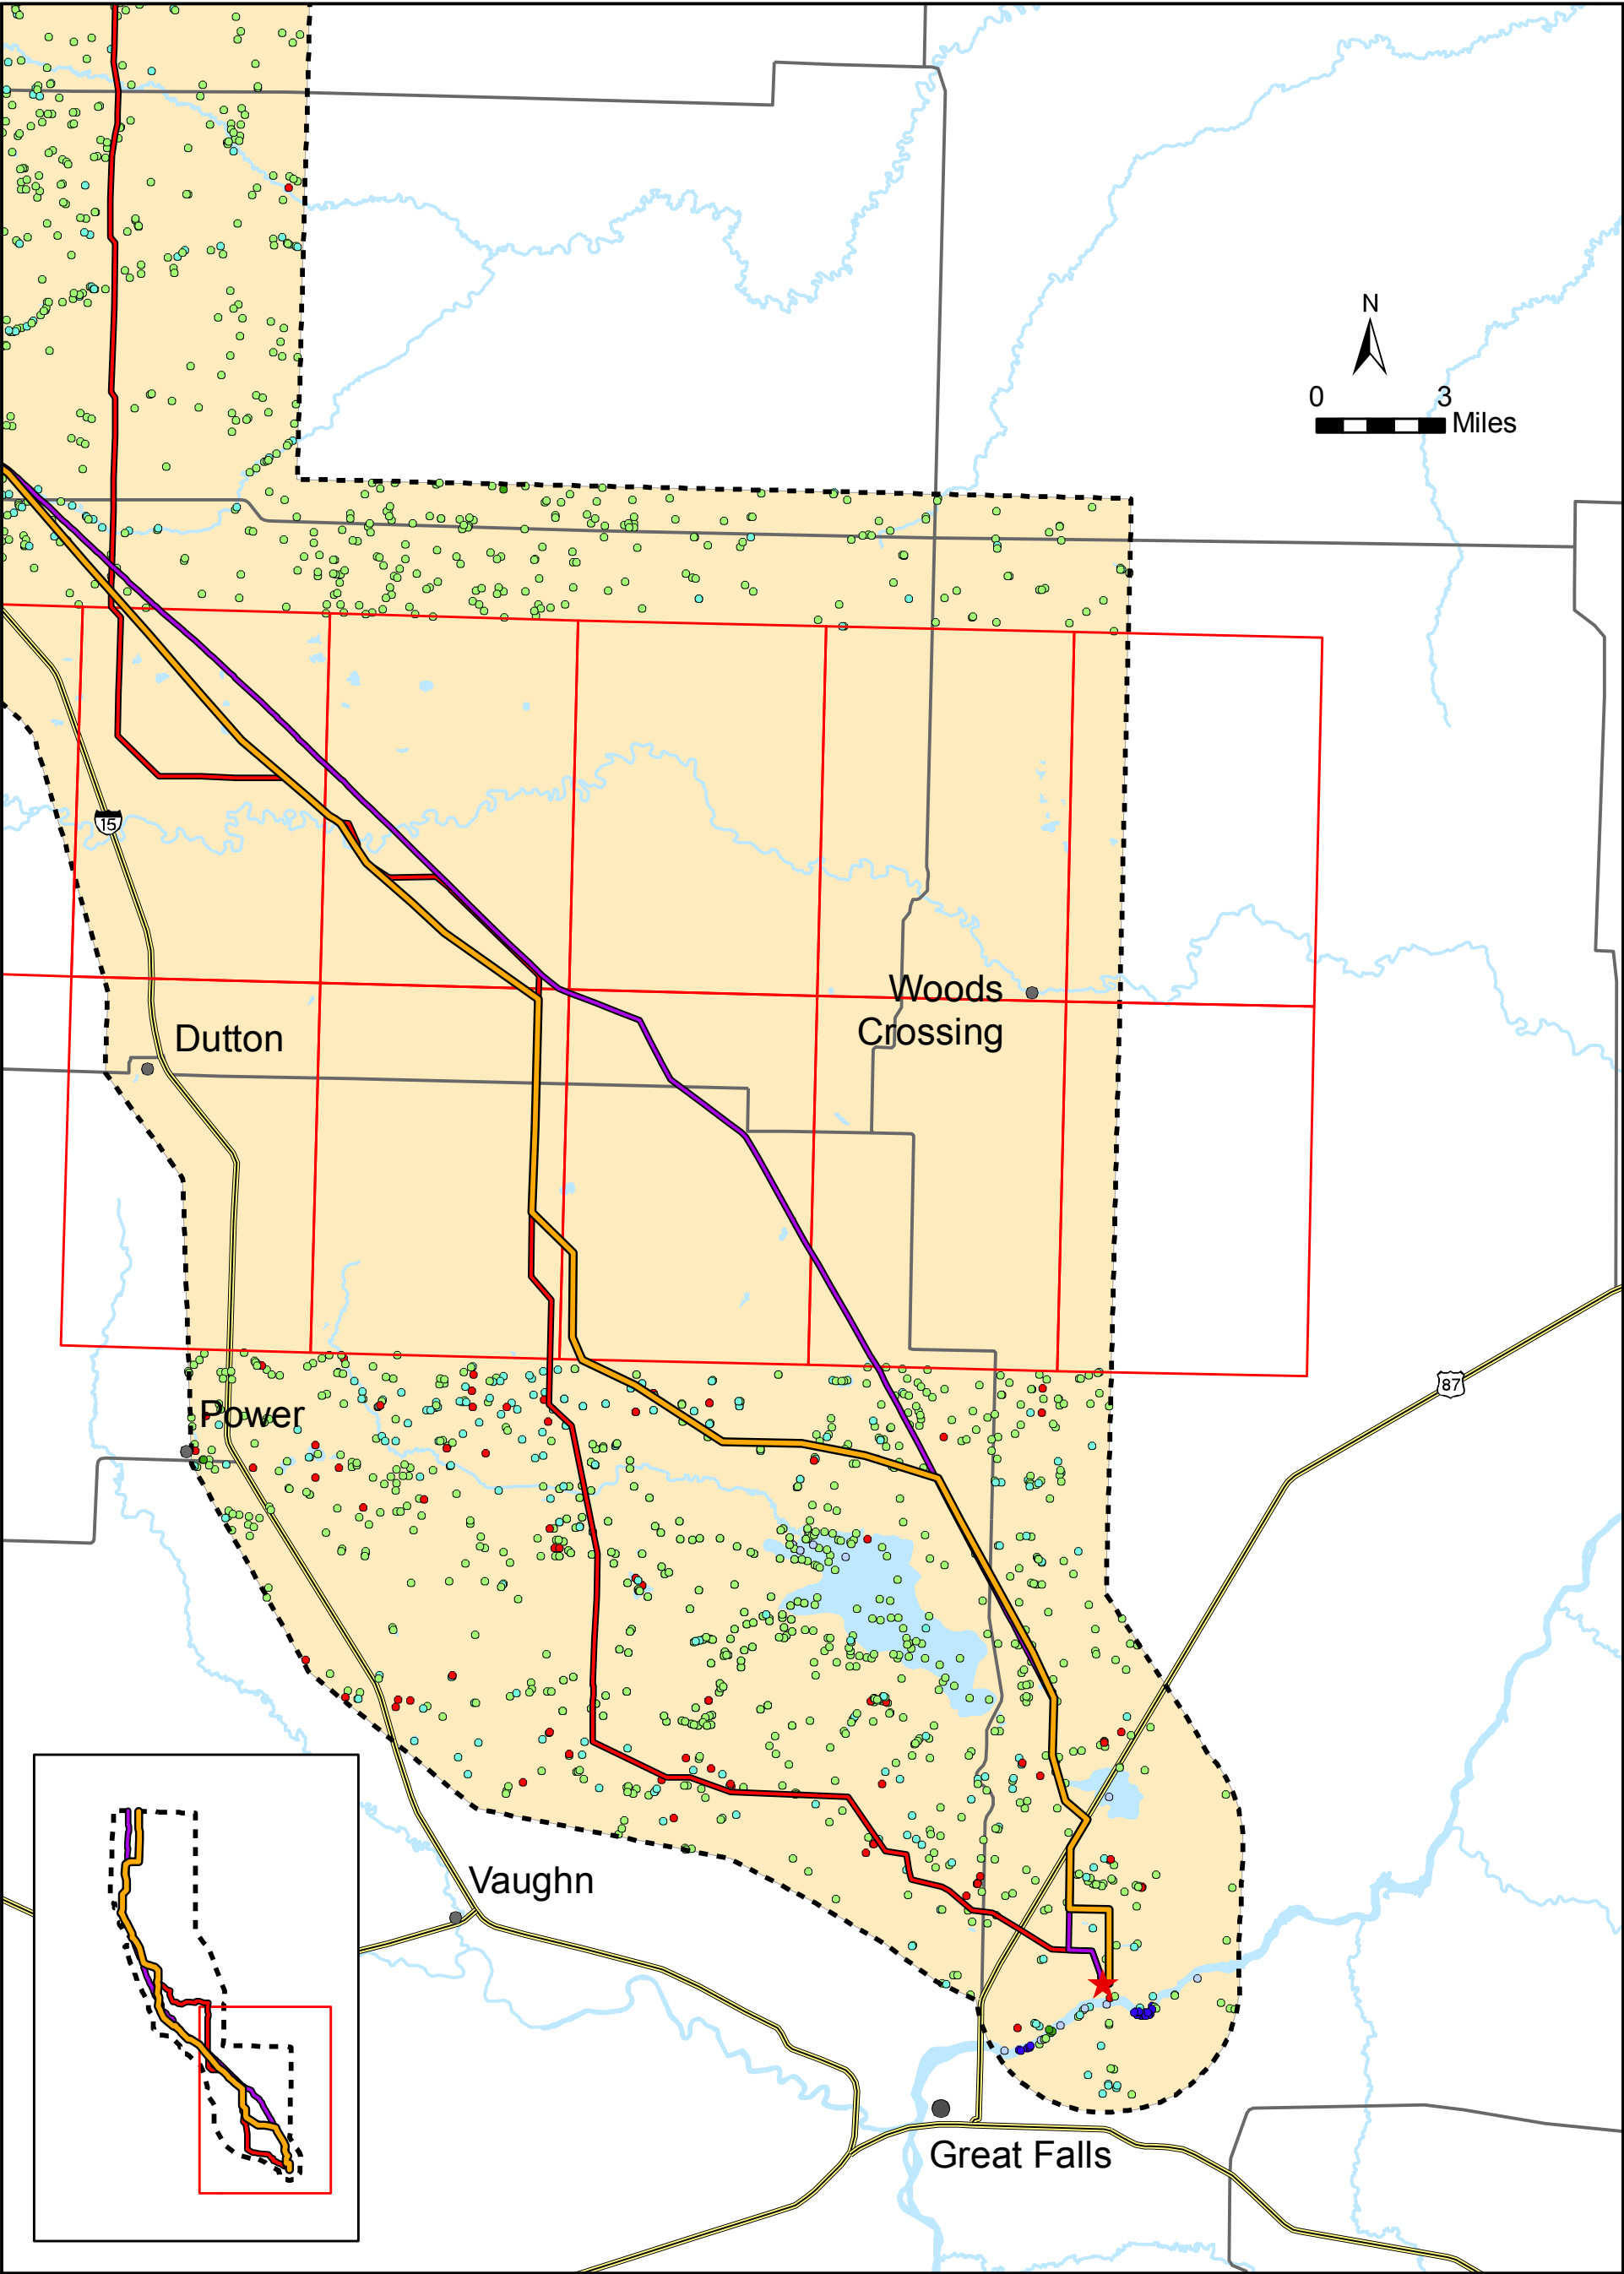 N
0 3
Miles
15
Woods
Crossing
Dutton
87
Power
Vaughn
Great Falls